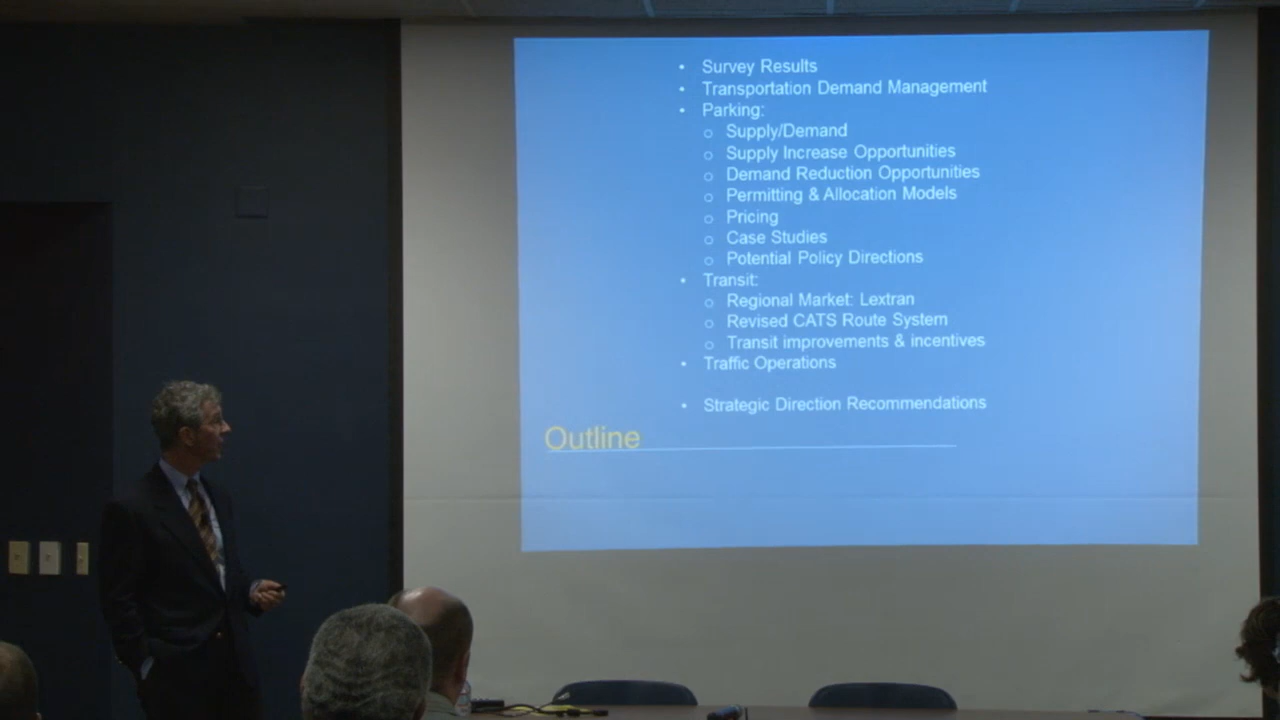 • Survey Results
• Transportation Demand Management
• Parking:
o Supply/Demand
o Supply Increase Opportunities
o Demand Reduction Opportunities
o Permitting & Allocation Models
o Pricing
o Case Studies
o Potential Policy Directions
• Transit:
o Regional Market: Lextran
o Revised CATS Route System
o Transit improvements & incentives
• Traffic Operations
• Strategic Direction Recommendations
Outline